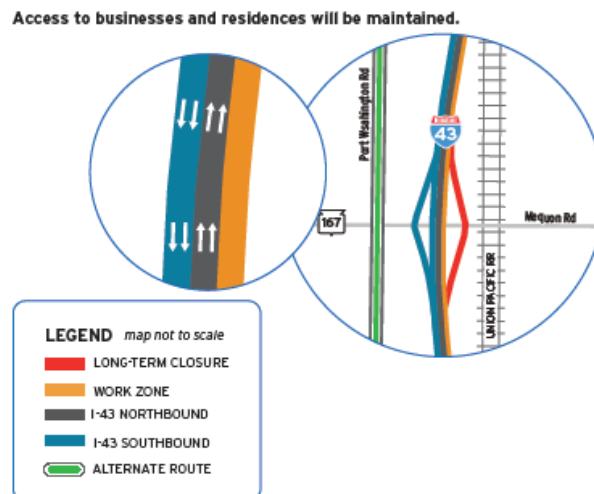 Access to businesses and residences will be maintained.
Port Wsahington Rd
43
167
Mequon Rd
UNION PACIFIC RR
LEGEND map not to scale
LONG-TERM CLOSURE
WORK ZONE
I-43 NORTHBOUND
I-43 SOUTHBOUND
ALTERNATE ROUTE